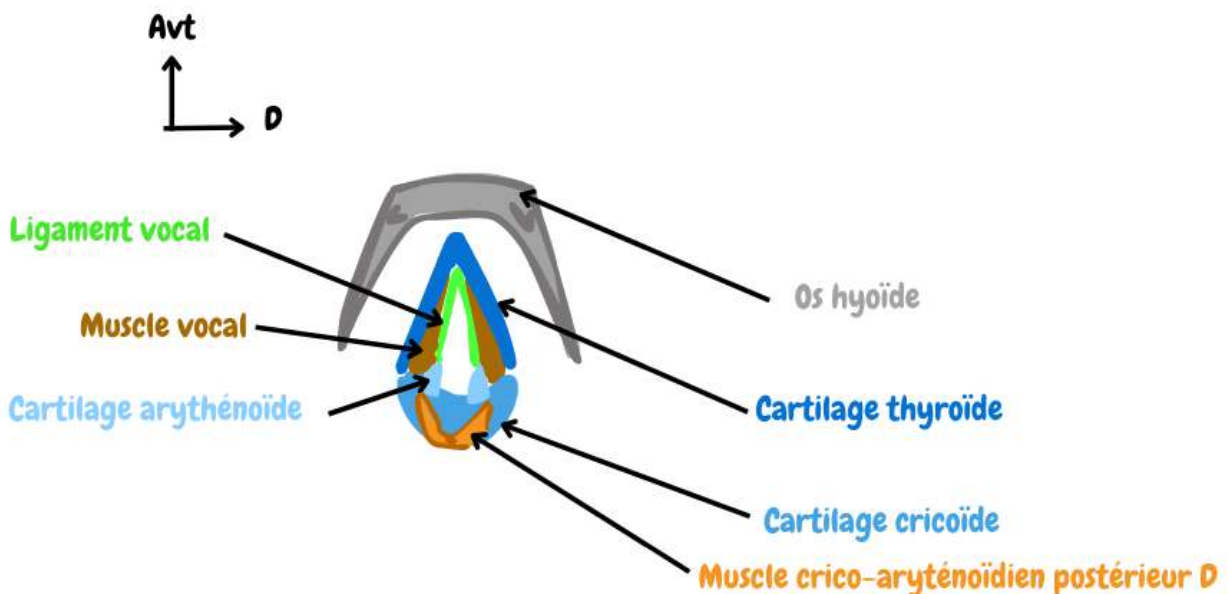 Avt
D
Ligament vocal
Os hyoïde
Muscle vocal
Cartilage arythénoïde
Cartilage thyroïde
Cartilage cricoïde
Muscle crico-aryténoïdien postérieur D